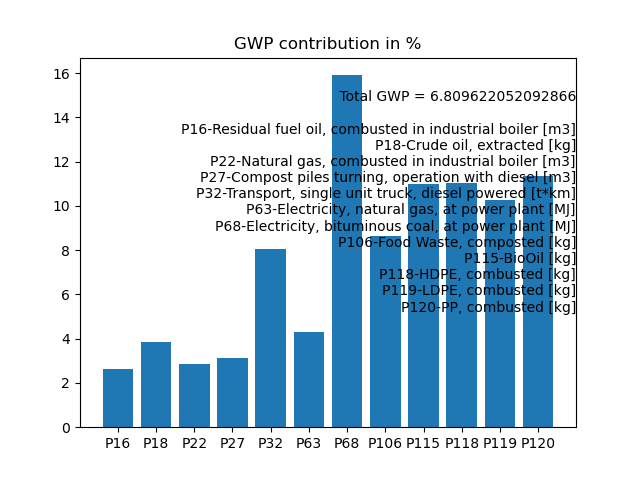 GWP contribution in %
16
14
12
10
8
6
4
2
0
Total GWP = 6.809622052092866
P16-Residual fuel oil, combusted in industrial boiler [m3]
P18-Crude oil, extracted [kg]
P22-Natural gas, combusted in industrial boiler [m3]
P27-Compost piles turning, operation with diesel [m3]
P32-Transport, single unit truck, diesel powered [t*km]
P63-Electricity, natural gas, at power plant [MJ]
P68-Electricity, bituminous coal, at power plant [MJ]
P106-Food Waste, composted [kg]
P115-BioOil [kg]
P118-HDPE, combusted [kg]
P119-LDPE, combusted [kg]
P120-PP, combusted [kg]
P16 P18 P22 P27 P32 P63 P68 P106 P115 P118 P119 P120